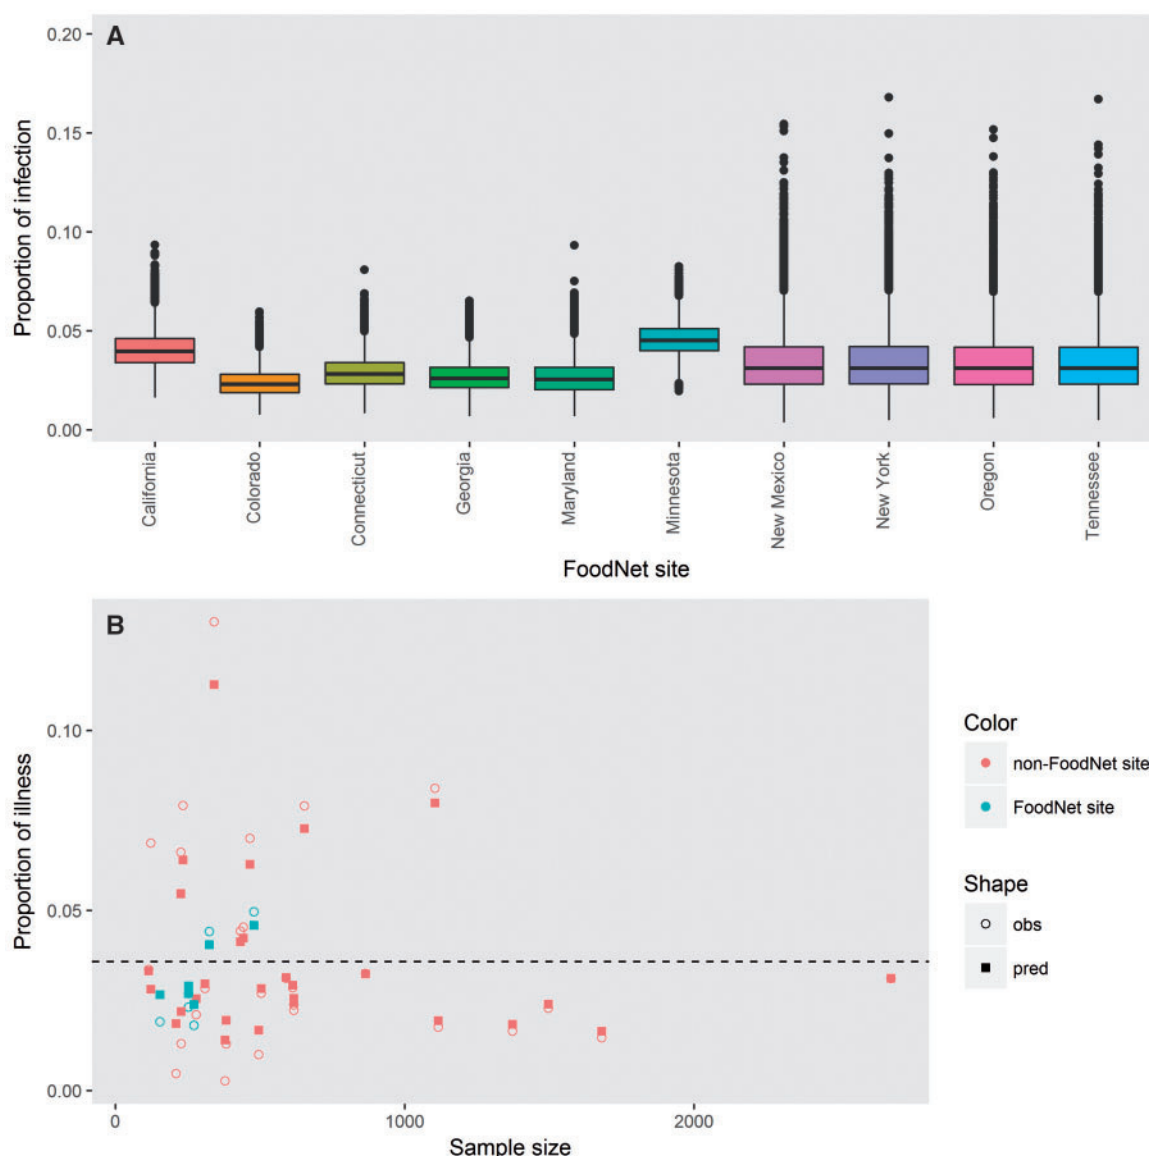 A
0.20
0.15
0.10
0.05
0.00
Proportion of infection
California
Colorado
Connecticut
Georgia
Maryland
Minnesota
New Mexico
New York
Oregon
Tennessee
FoodNet site
B
0.10
0.05
0.00
Proportion of illness
0
1000
2000
Sample size
Color
non-FoodNet site
FoodNet site
Shape
obs
pred